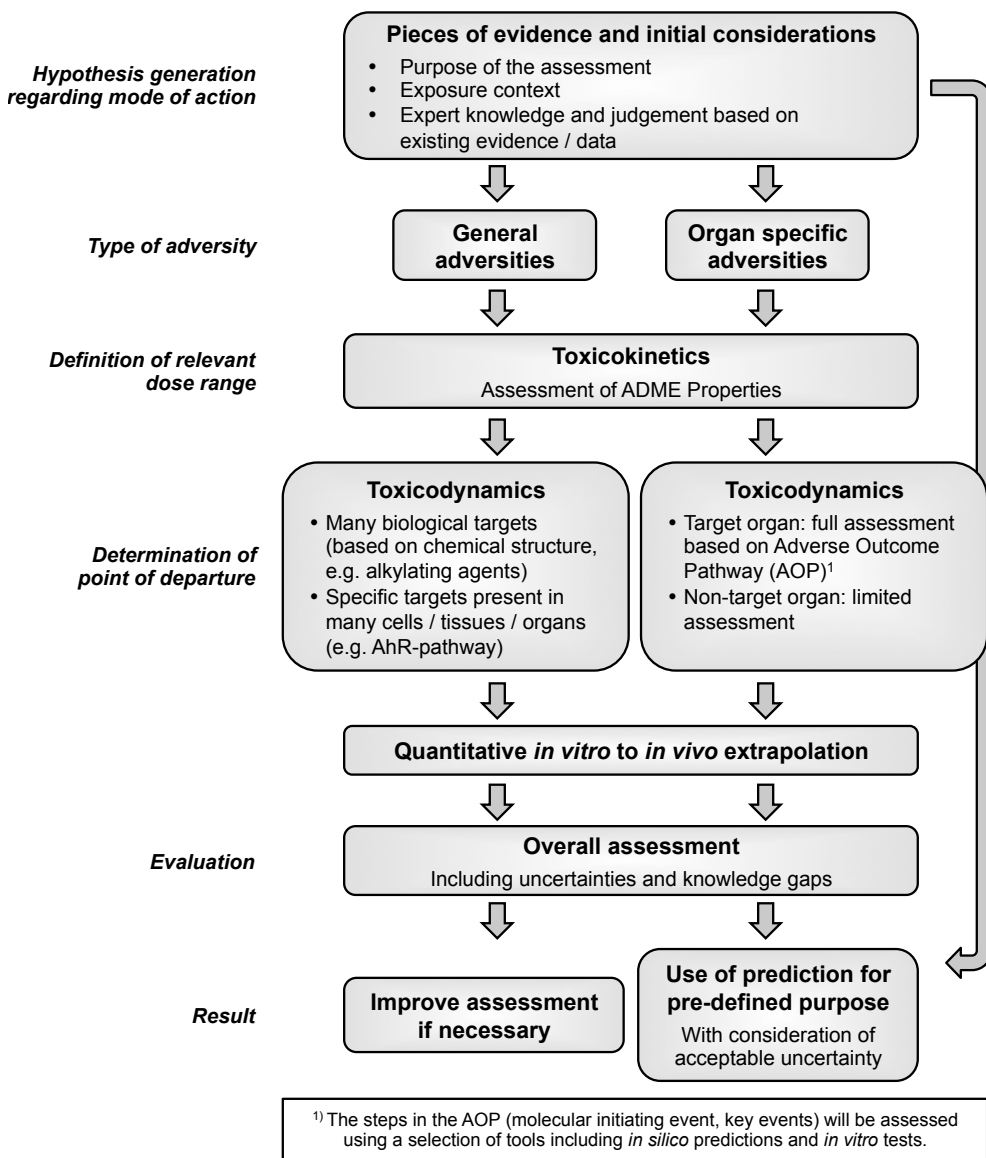 Pieces of evidence and initial considerations
Hypothesis generation
regarding mode of action
• Purpose of the assessment
• Exposure context
• Expert knowledge and judgement based on
existing evidence / data
Type of adversity
General
adversities
Organ specific
adversities
Definition of relevant
dose range
Toxicokinetics
Assessment of ADME Properties
Determination of
point of departure
Toxicodynamics
• Many biological targets
(based on chemical structure,
e.g. alkylating agents)
• Specific targets present in
many cells / tissues / organs
(e.g. AhR-pathway)
Toxicodynamics
• Target organ: full assessment
based on Adverse Outcome
Pathway (AOP)¹
• Non-target organ: limited
assessment
Quantitative in vitro to in vivo extrapolation
Evaluation
Overall assessment
Including uncertainties and knowledge gaps
Result
Improve assessment
if necessary
Use of prediction for
pre-defined purpose
With consideration of
acceptable uncertainty
¹⁾ The steps in the AOP (molecular initiating event, key events) will be assessed
using a selection of tools including in silico predictions and in vitro tests.